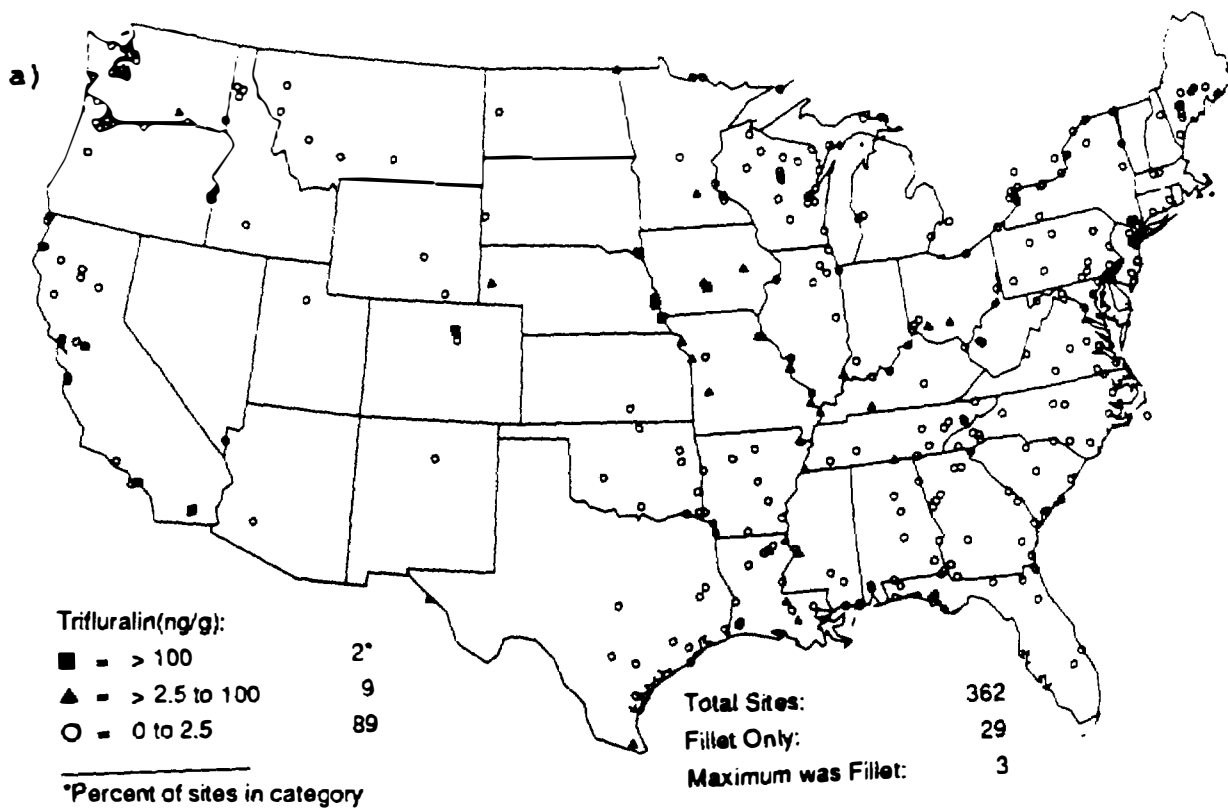 a)
Trifluralin(ng/g):
■ = > 100 2*
▲ = > 2.5 to 100 9
○ = 0 to 2.5 89
*Percent of sites in category
Total Sites: 362
Fillet Only: 29
Maximum was Fillet: 3